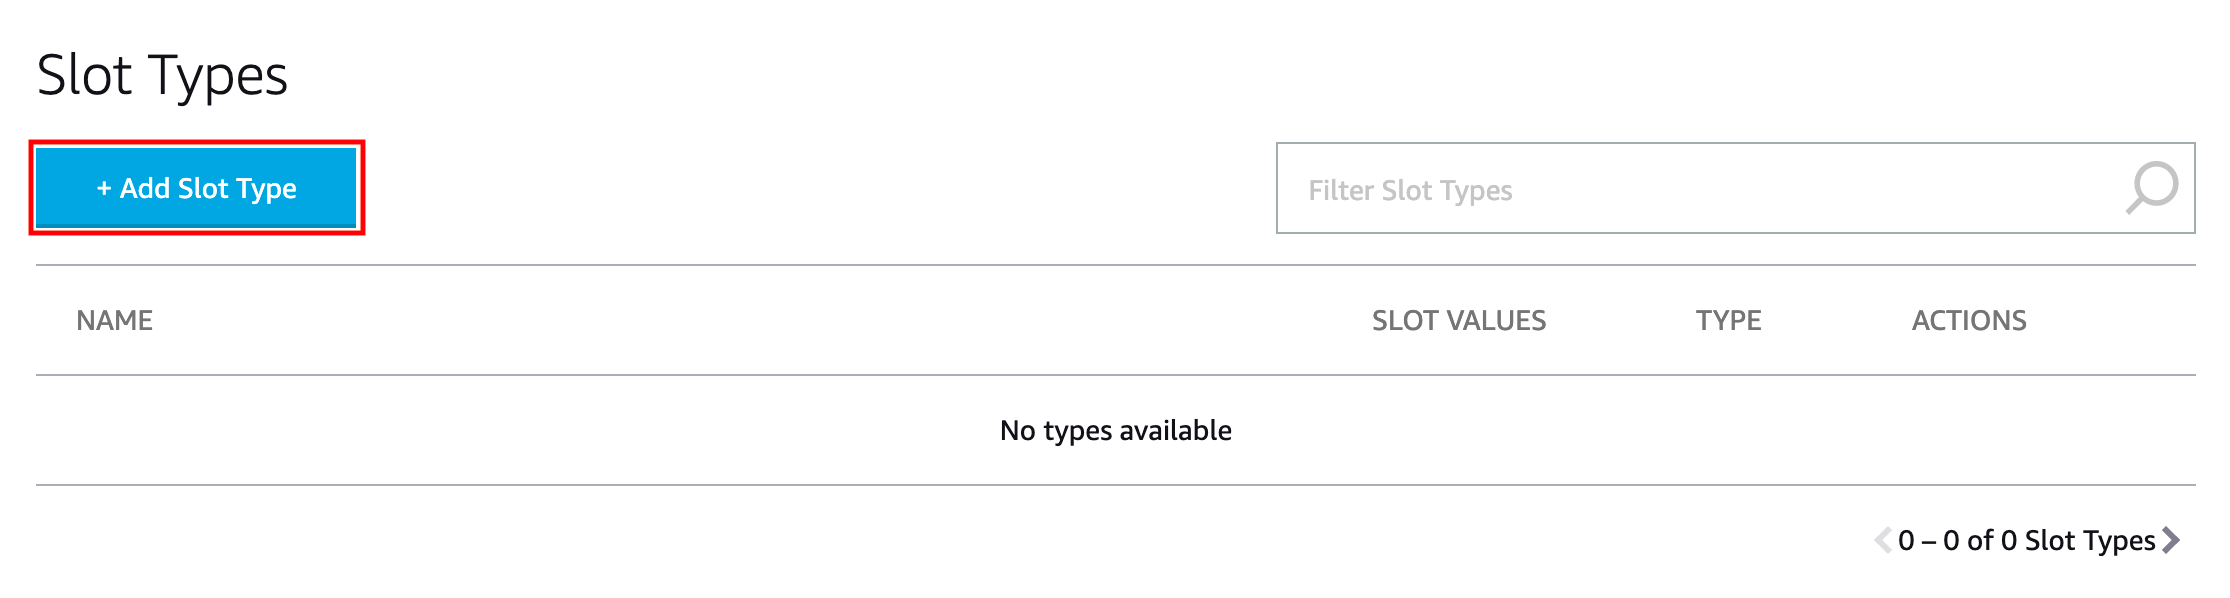 Slot Types
+ Add Slot Type
Filter Slot Types
NAME SLOT VALUES TYPE ACTIONS
No types available
0 – 0 of 0 Slot Types